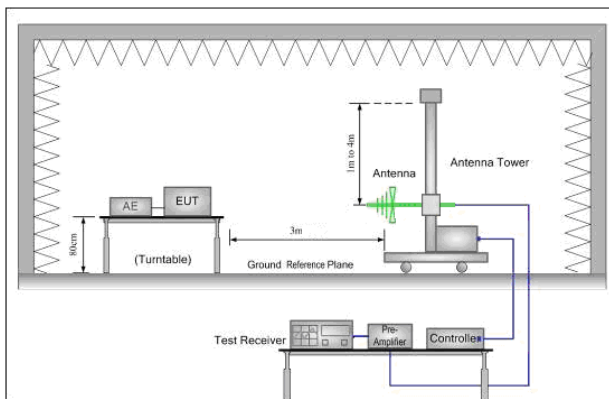 1m to 4m
Antenna
Antenna Tower
AE
EUT
80cm
(Turntable)
3m
Ground Reference Plane
Test Receiver
Pre-
Amplifier
Controller